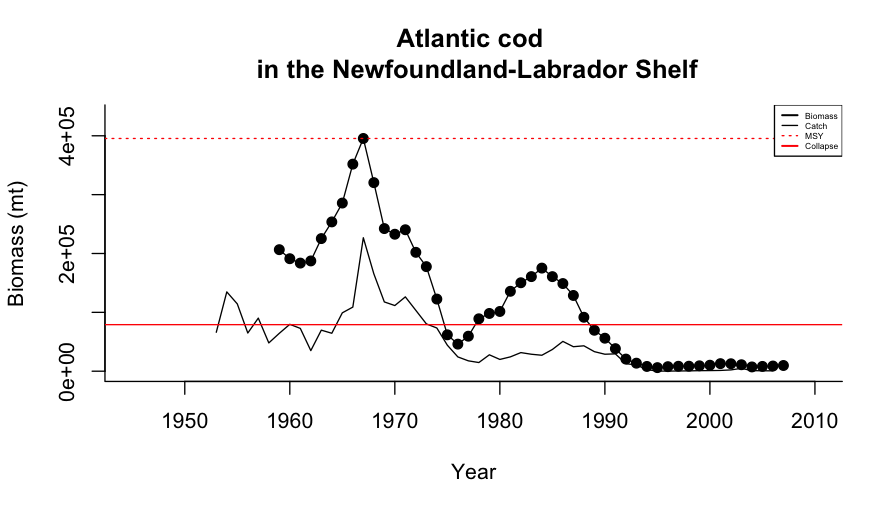 Atlantic cod
in the Newfoundland-Labrador Shelf
Biomass
Catch
MSY
Collapse
Biomass (mt)
4e+05
2e+05
0e+00
1950 1960 1970 1980 1990 2000 2010
Year